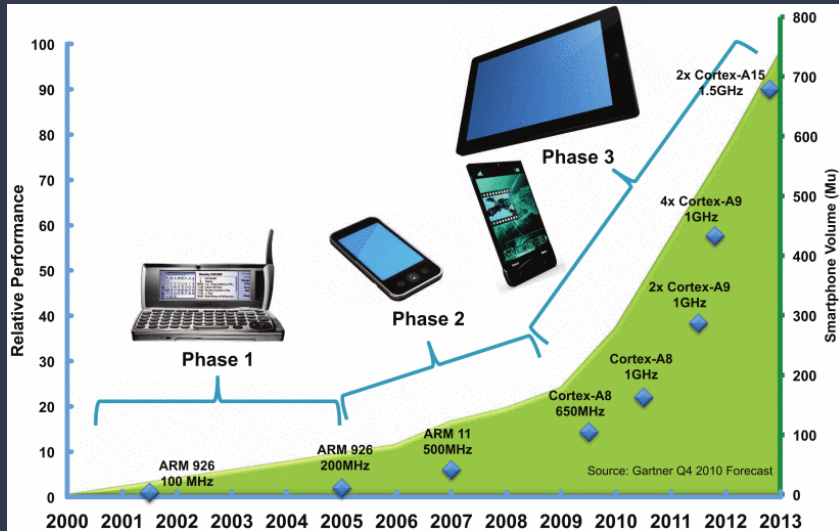 100
90
80
70
60
50
40
30
20
10
0
Relative Performance
800
700
600
500
400
300
200
100
0
Smartphone Volume (Mu)
2x Cortex-A15
1.5GHz
Phase 3
4x Cortex-A9
1GHz
2x Cortex-A9
1GHz
Phase 2
Phase 1
Cortex-A8
1GHz
Cortex-A8
650MHz
ARM 11
500MHz
ARM 926
200MHz
ARM 926
100 MHz
Source: Gartner Q4 2010 Forecast
2000 2001 2002 2003 2004 2005 2006 2007 2008 2009 2010 2011 2012 2013